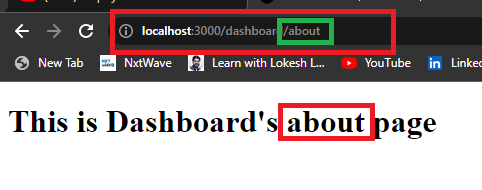 localhost:3000/dashboard/about
New Tab NxtWave Learn with Lokesh L... YouTube Linked
This is Dashboard's about page